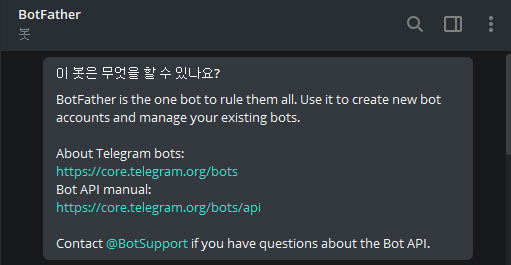 BotFather
봇
이 봇은 무엇을 할 수 있나요?
BotFather is the one bot to rule them all. Use it to create new bot
accounts and manage your existing bots.
About Telegram bots:
https://core.telegram.org/bots
Bot API manual:
https://core.telegram.org/bots/api
Contact @BotSupport if you have questions about the Bot API.